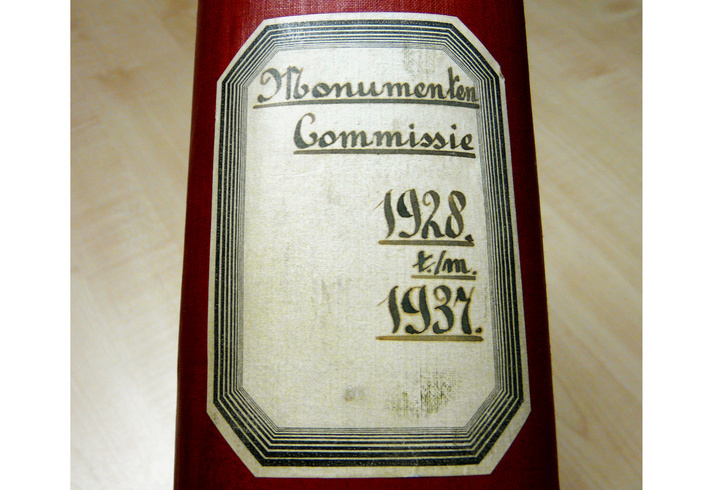 Monumenten
Commissie
1928.
t./m.
1937.